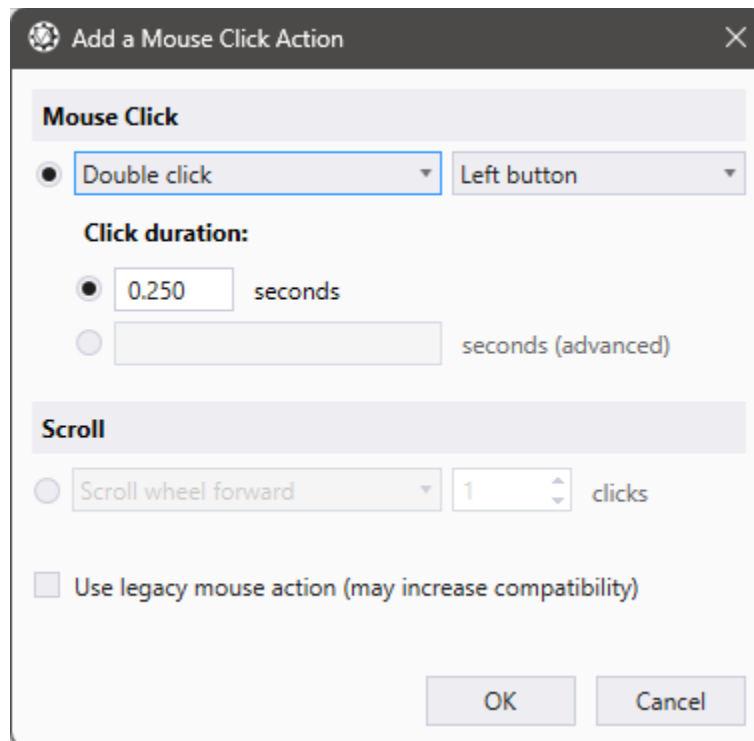 Add a Mouse Click Action
Mouse Click
Double click Left button
Click duration:
0.250 seconds
seconds (advanced)
Scroll
Scroll wheel forward 1 clicks
Use legacy mouse action (may increase compatibility)
OK Cancel